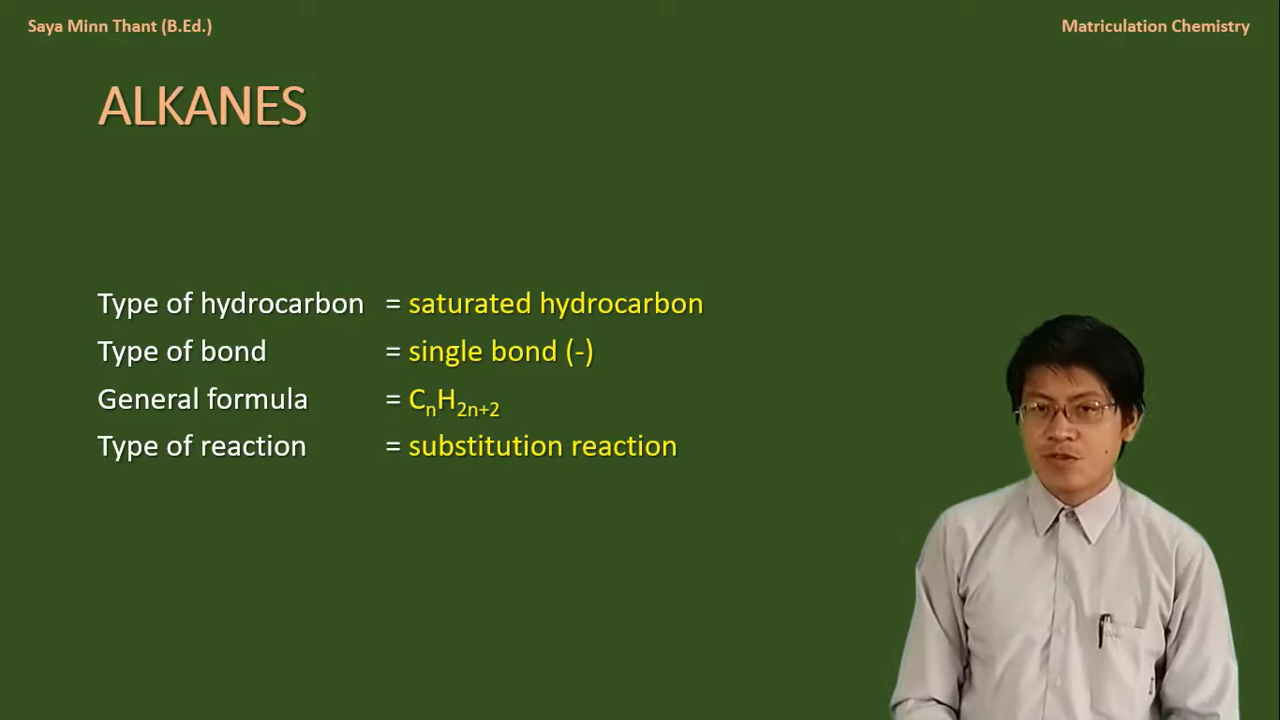 Saya Minn Thant (B.Ed.)
Matriculation Chemistry
ALKANES
Type of hydrocarbon = saturated hydrocarbon
Type of bond = single bond (-)
General formula = CₙH₂ₙ₊₂
Type of reaction = substitution reaction